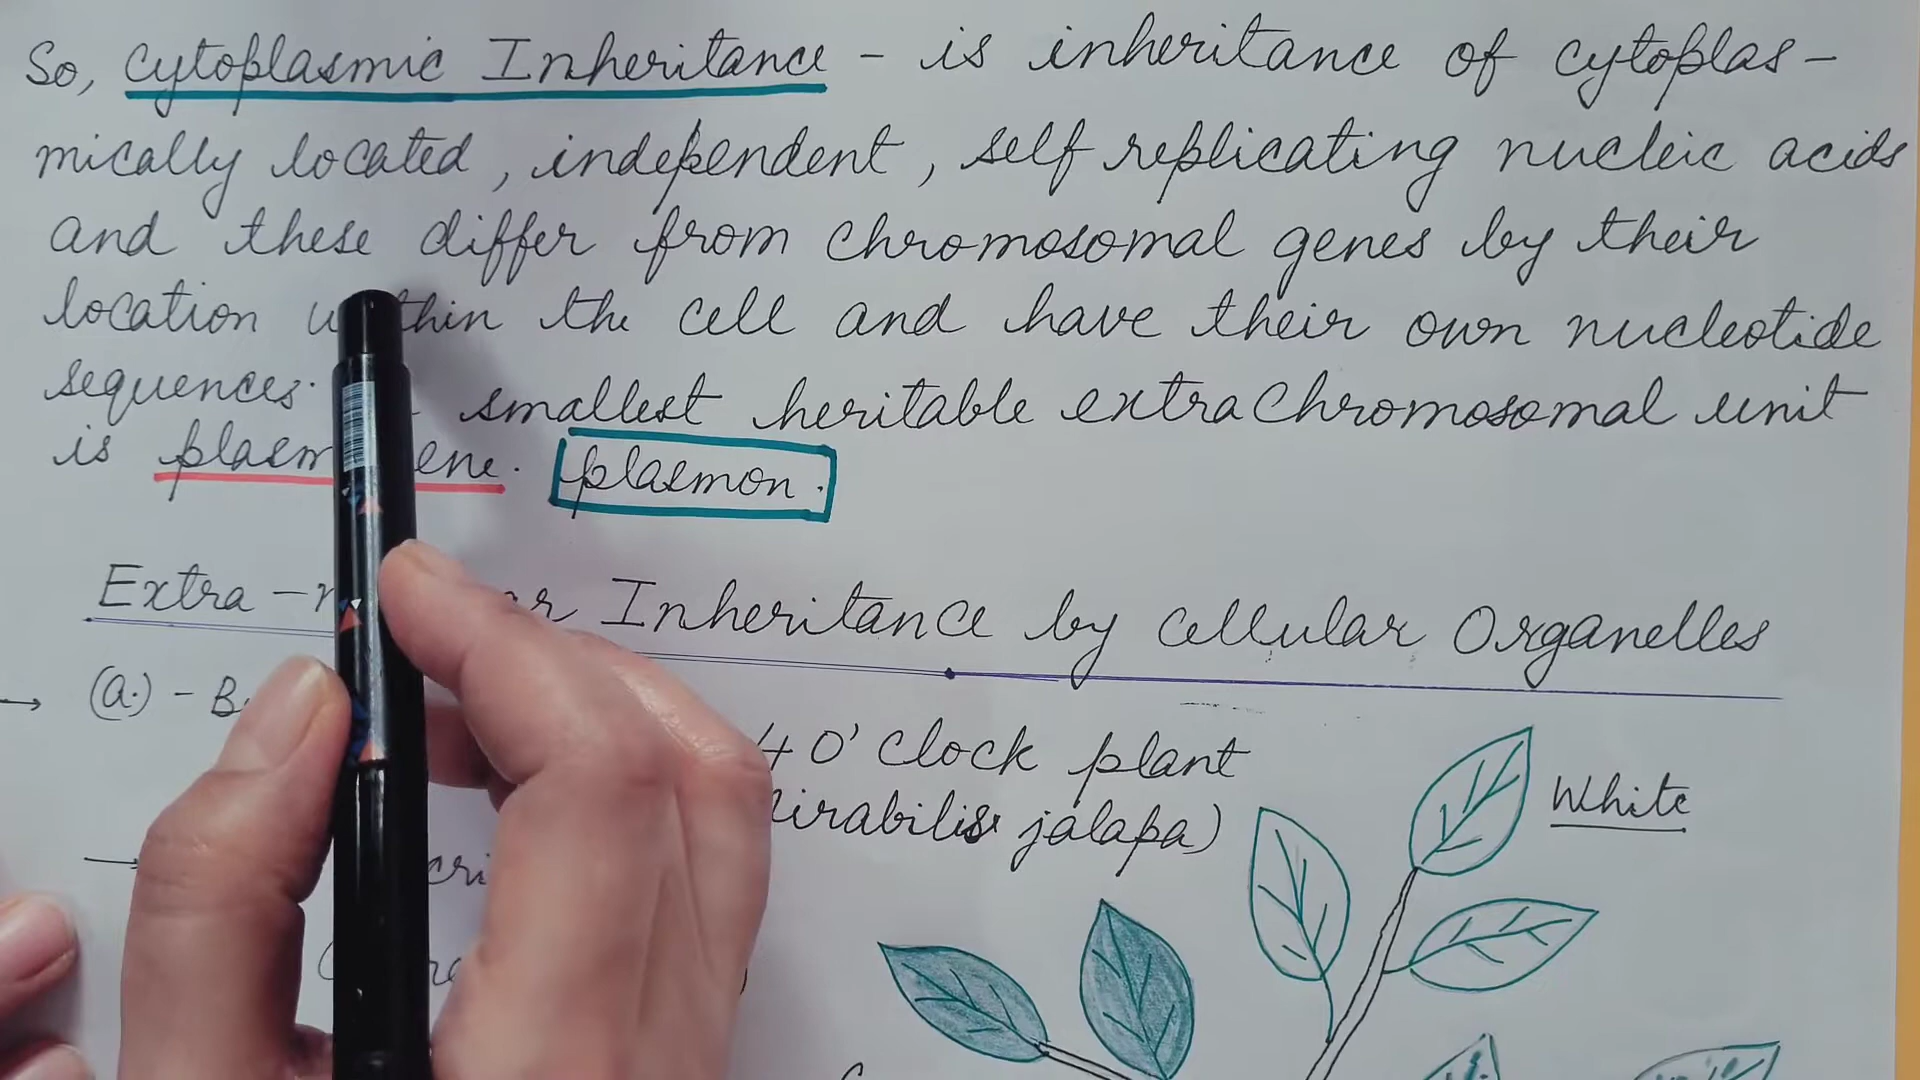 So, Cytoplasmic Inheritance - is inheritance of cytoplas-
mically located, independent, self replicating nucleic acids
and these differ from chromosomal genes by their
location within the cell and have their own nucleotide
sequences. smallest heritable extrachromosomal unit
is plasmagene. plasmon.
Extra - Inheritance by cellular Organelles
(a.) - 4 O' Clock plant
jalapa)
White